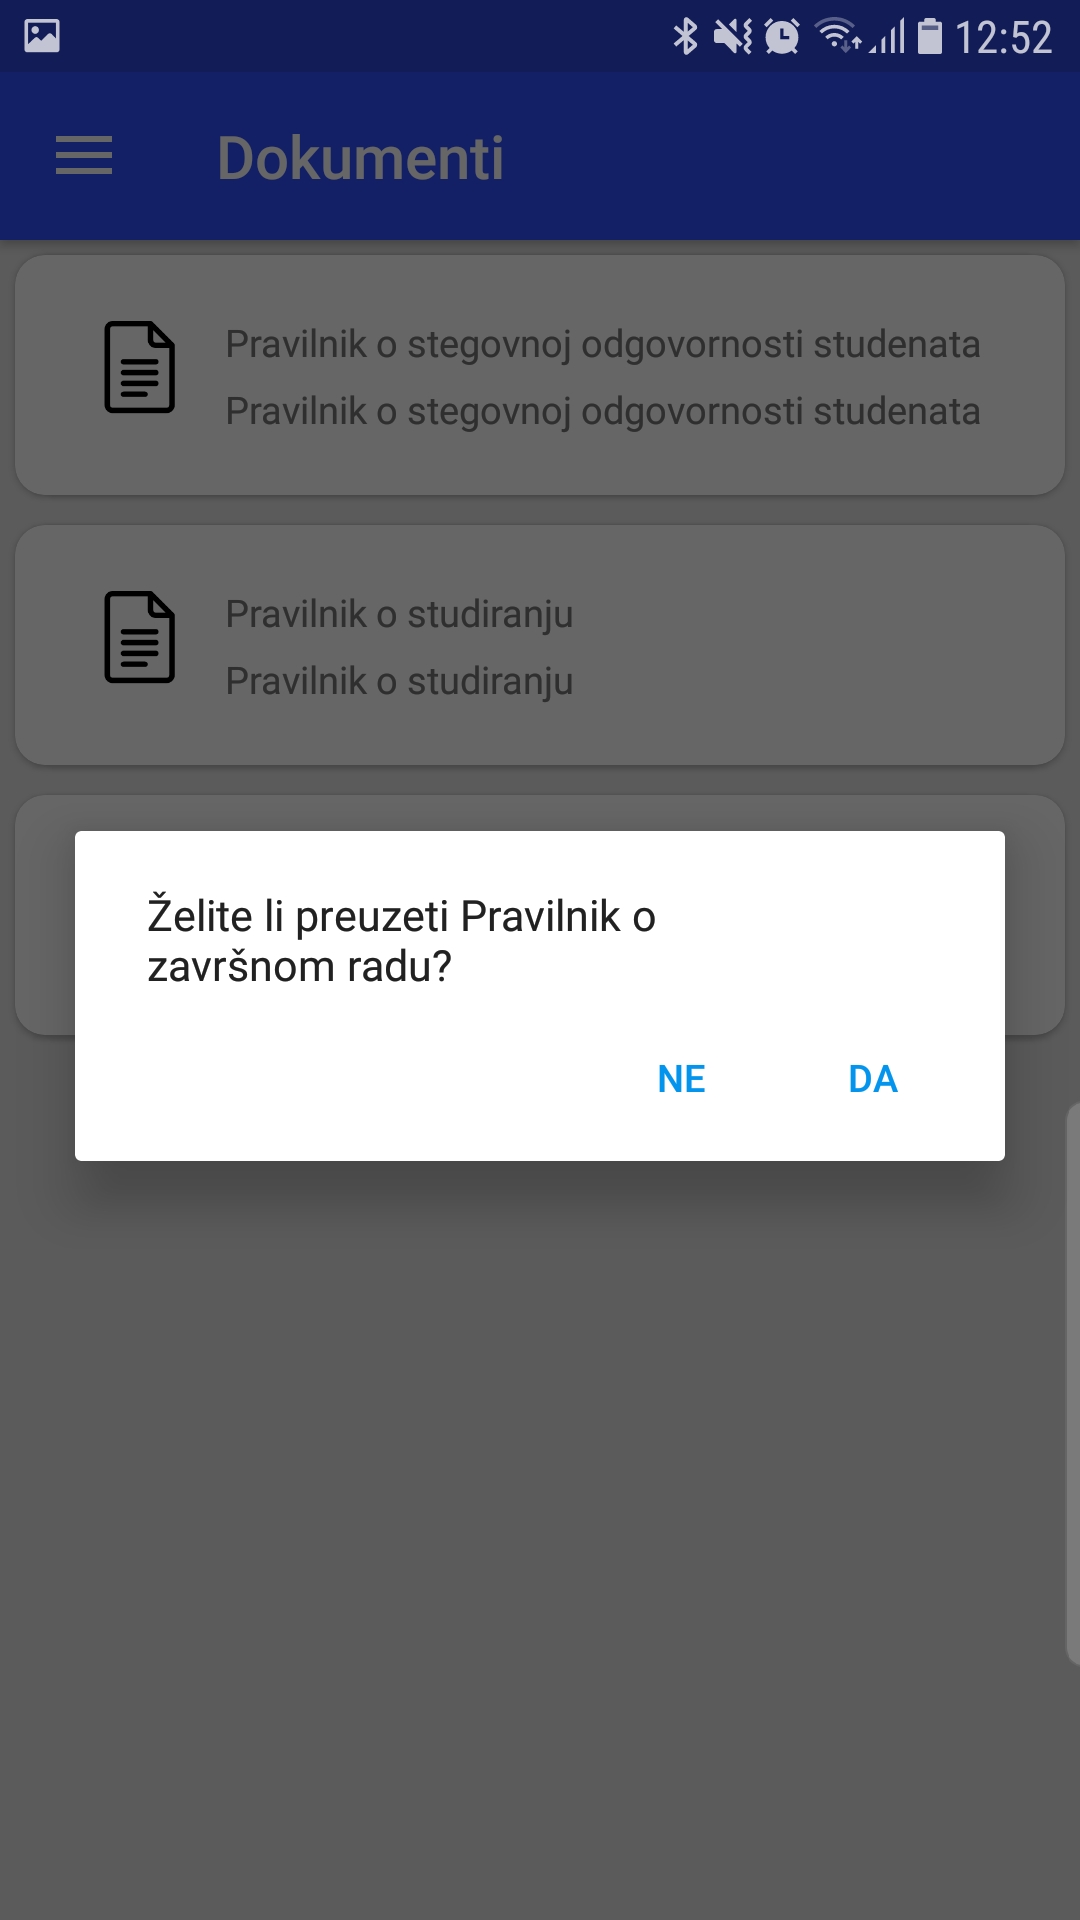 12:52
Dokumenti
Pravilnik o stegovnoj odgovornosti studenata
Pravilnik o stegovnoj odgovornosti studenata
Pravilnik o studiranju
Pravilnik o studiranju
Želite li preuzeti Pravilnik o
završnom radu?
NE DA